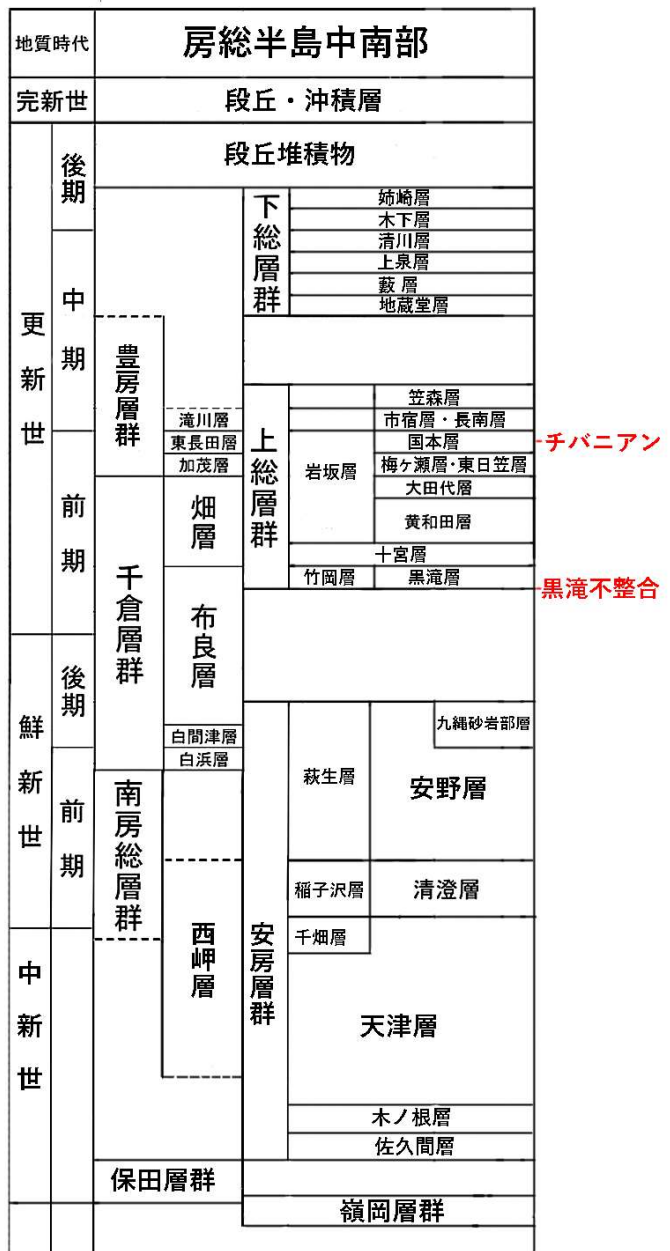 地質時代
房総半島中南部
完新世
段丘・沖積層
更新世
後期
中期
前期
段丘堆積物
下総層群
姉崎層
木下層
清川層
上泉層
藪層
地蔵堂層
豊房層群
滝川層
東長田層
加茂層
上総層群
笠森層
市宿層・長南層
岩坂層
国本層
チバニアン
梅ヶ瀬層・東日笠層
大田代層
黄和田層
十宮層
竹岡層
黒滝層
黒滝不整合
千倉層群
畑層
布良層
白間津層
白浜層
鮮新世
後期
前期
南房総層群
西岬層
安房層群
萩生層
九縄砂岩部層
安野層
稲子沢層
清澄層
千畑層
中新世
天津層
木ノ根層
佐久間層
保田層群
嶺岡層群